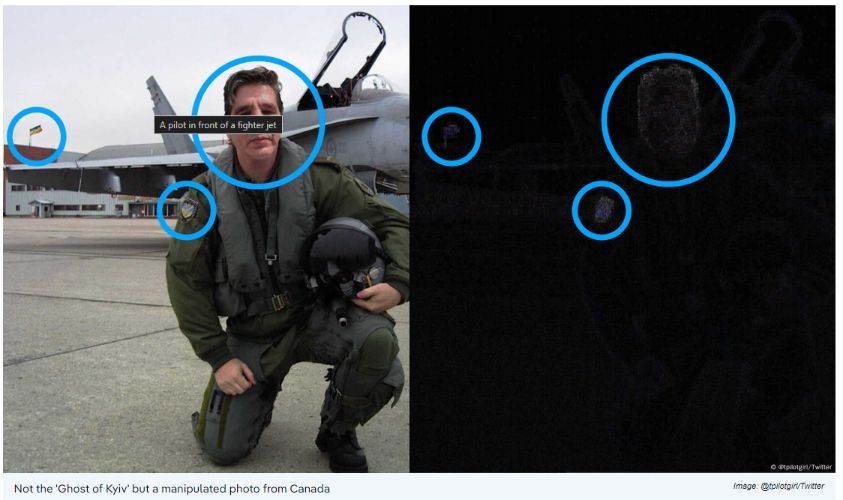 A pilot in front of a fighter jet
© @tpilotgirl/Twitter
Not the 'Ghost of Kyiv' but a manipulated photo from Canada
Image: @tpilotgirl/Twitter